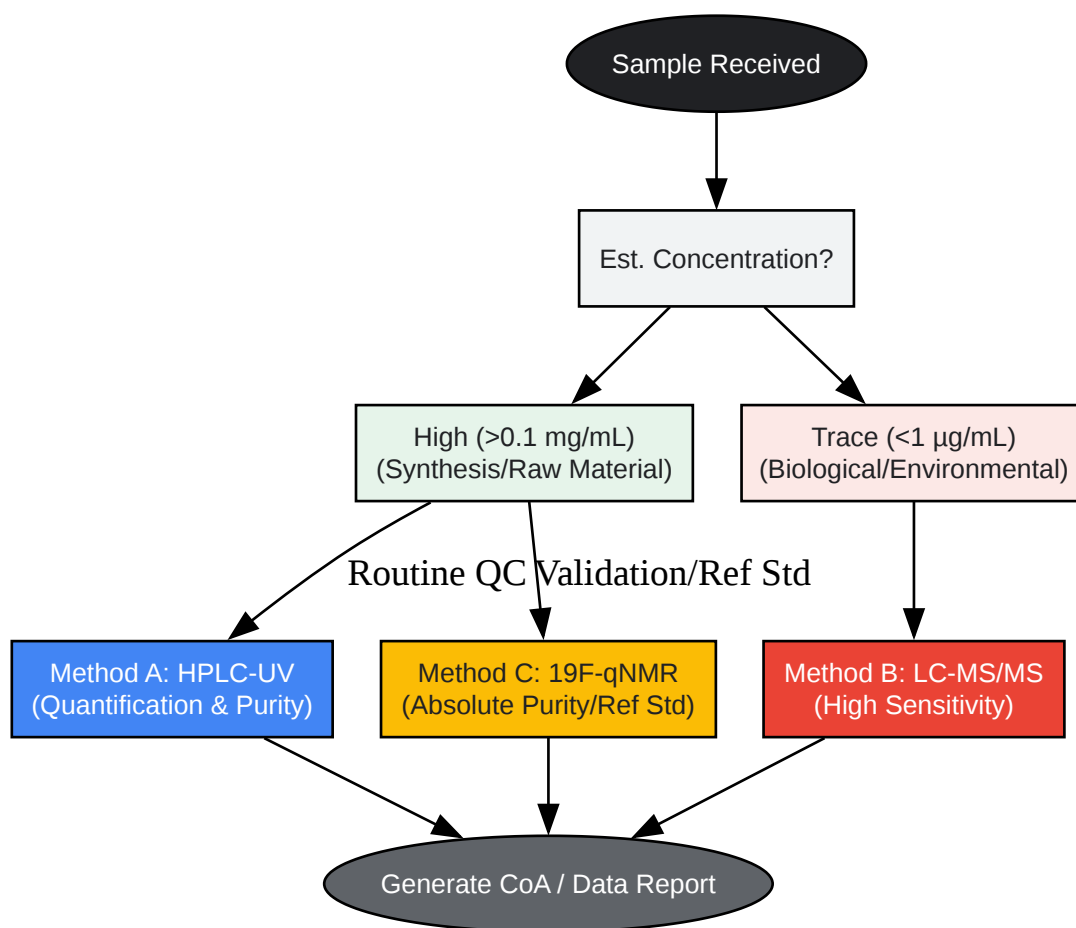 Sample Received
Est. Concentration?
High (>0.1 mg/mL)
(Synthesis/Raw Material)
Trace (<1 µg/mL)
(Biological/Environmental)
Routine QC
Validation/Ref Std
Method A: HPLC-UV
(Quantification & Purity)
Method C: 19F-qNMR
(Absolute Purity/Ref Std)
Method B: LC-MS/MS
(High Sensitivity)
Generate CoA / Data Report